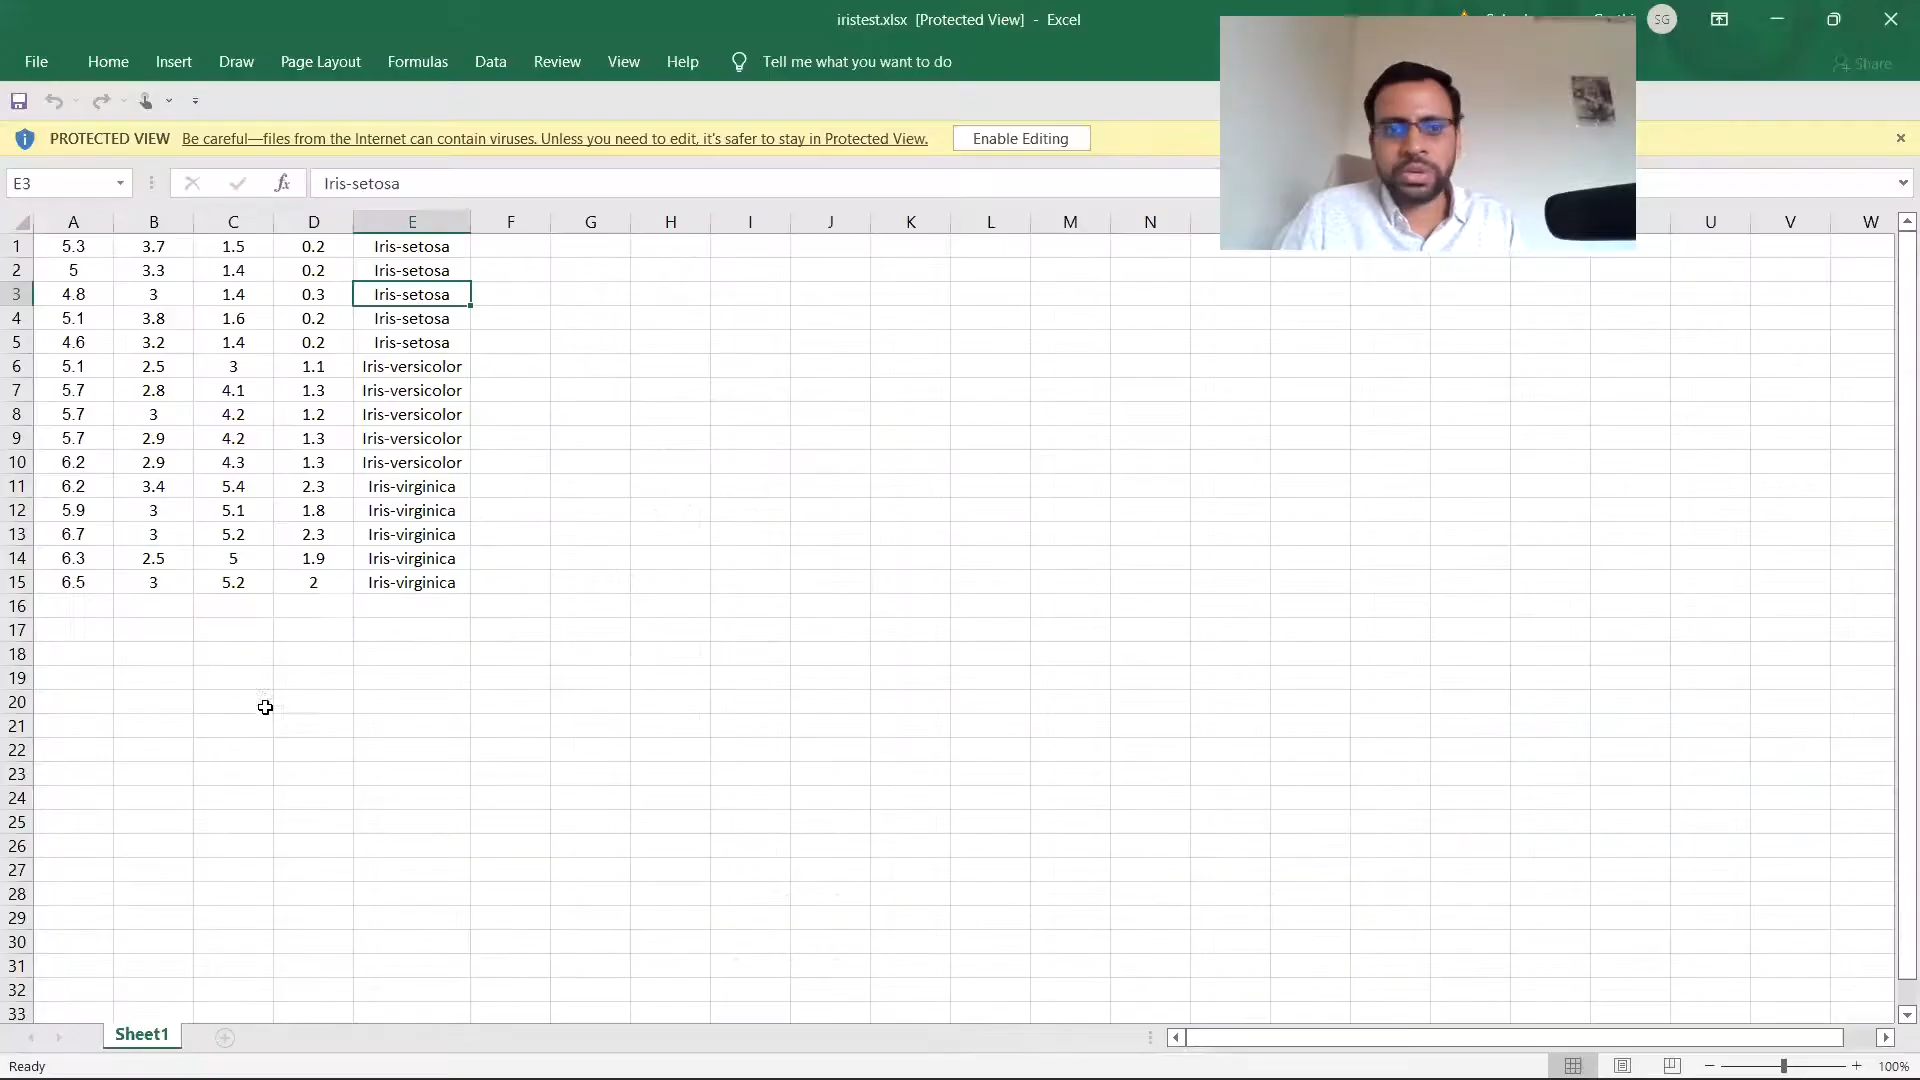 iristest.xlsx [Protected View] - Excel
SG
File Home Insert Draw Page Layout Formulas Data Review View Help Tell me what you want to do Share
PROTECTED VIEW Be careful—files from the Internet can contain viruses. Unless you need to edit, it's safer to stay in Protected View. Enable Editing
E3 fx Iris-setosa
A B C D E F G H I J K L M N U V W
1 5.3 3.7 1.5 0.2 Iris-setosa
2 5 3.3 1.4 0.2 Iris-setosa
3 4.8 3 1.4 0.3 Iris-setosa
4 5.1 3.8 1.6 0.2 Iris-setosa
5 4.6 3.2 1.4 0.2 Iris-setosa
6 5.1 2.5 3 1.1 Iris-versicolor
7 5.7 2.8 4.1 1.3 Iris-versicolor
8 5.7 3 4.2 1.2 Iris-versicolor
9 5.7 2.9 4.2 1.3 Iris-versicolor
10 6.2 2.9 4.3 1.3 Iris-versicolor
11 6.2 3.4 5.4 2.3 Iris-virginica
12 5.9 3 5.1 1.8 Iris-virginica
13 6.7 3 5.2 2.3 Iris-virginica
14 6.3 2.5 5 1.9 Iris-virginica
15 6.5 3 5.2 2 Iris-virginica
16
17
18
19
20
21
22
23
24
25
26
27
28
29
30
31
32
33
Sheet1
Ready 100%